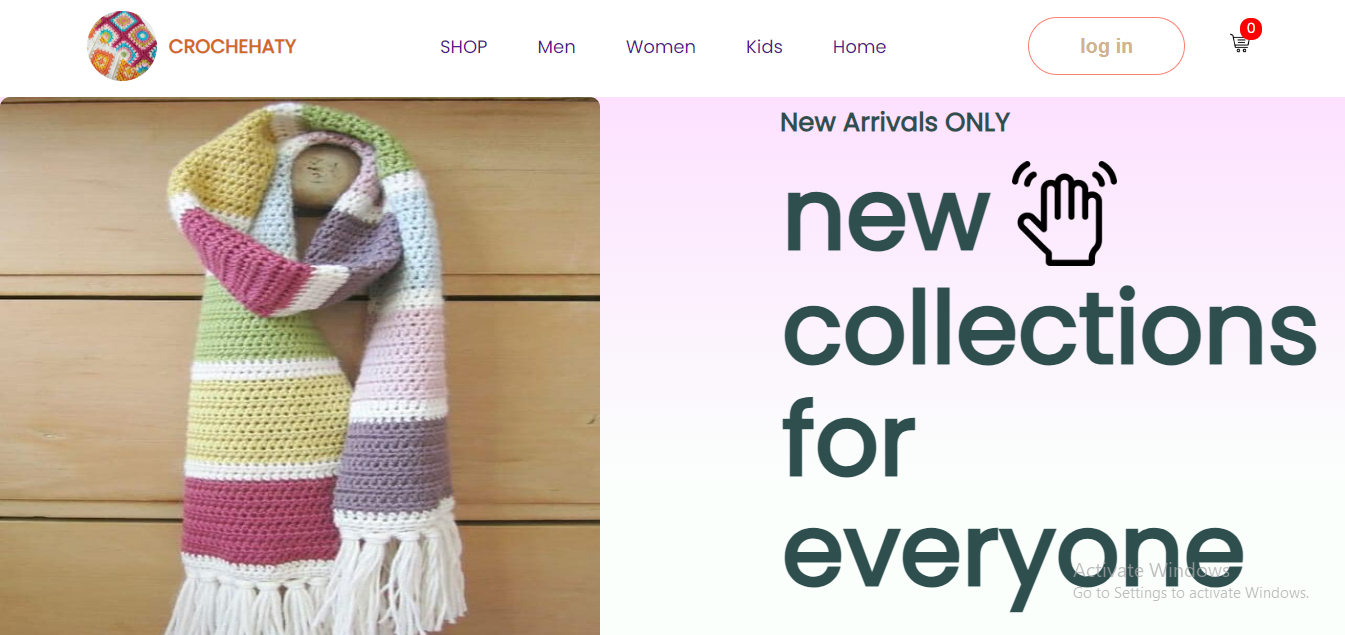 CROCHEHATY
SHOP Men Women Kids Home
log in
0
New Arrivals ONLY
new
collections
for
everyone
Activate Windows
Go to Settings to activate Windows.